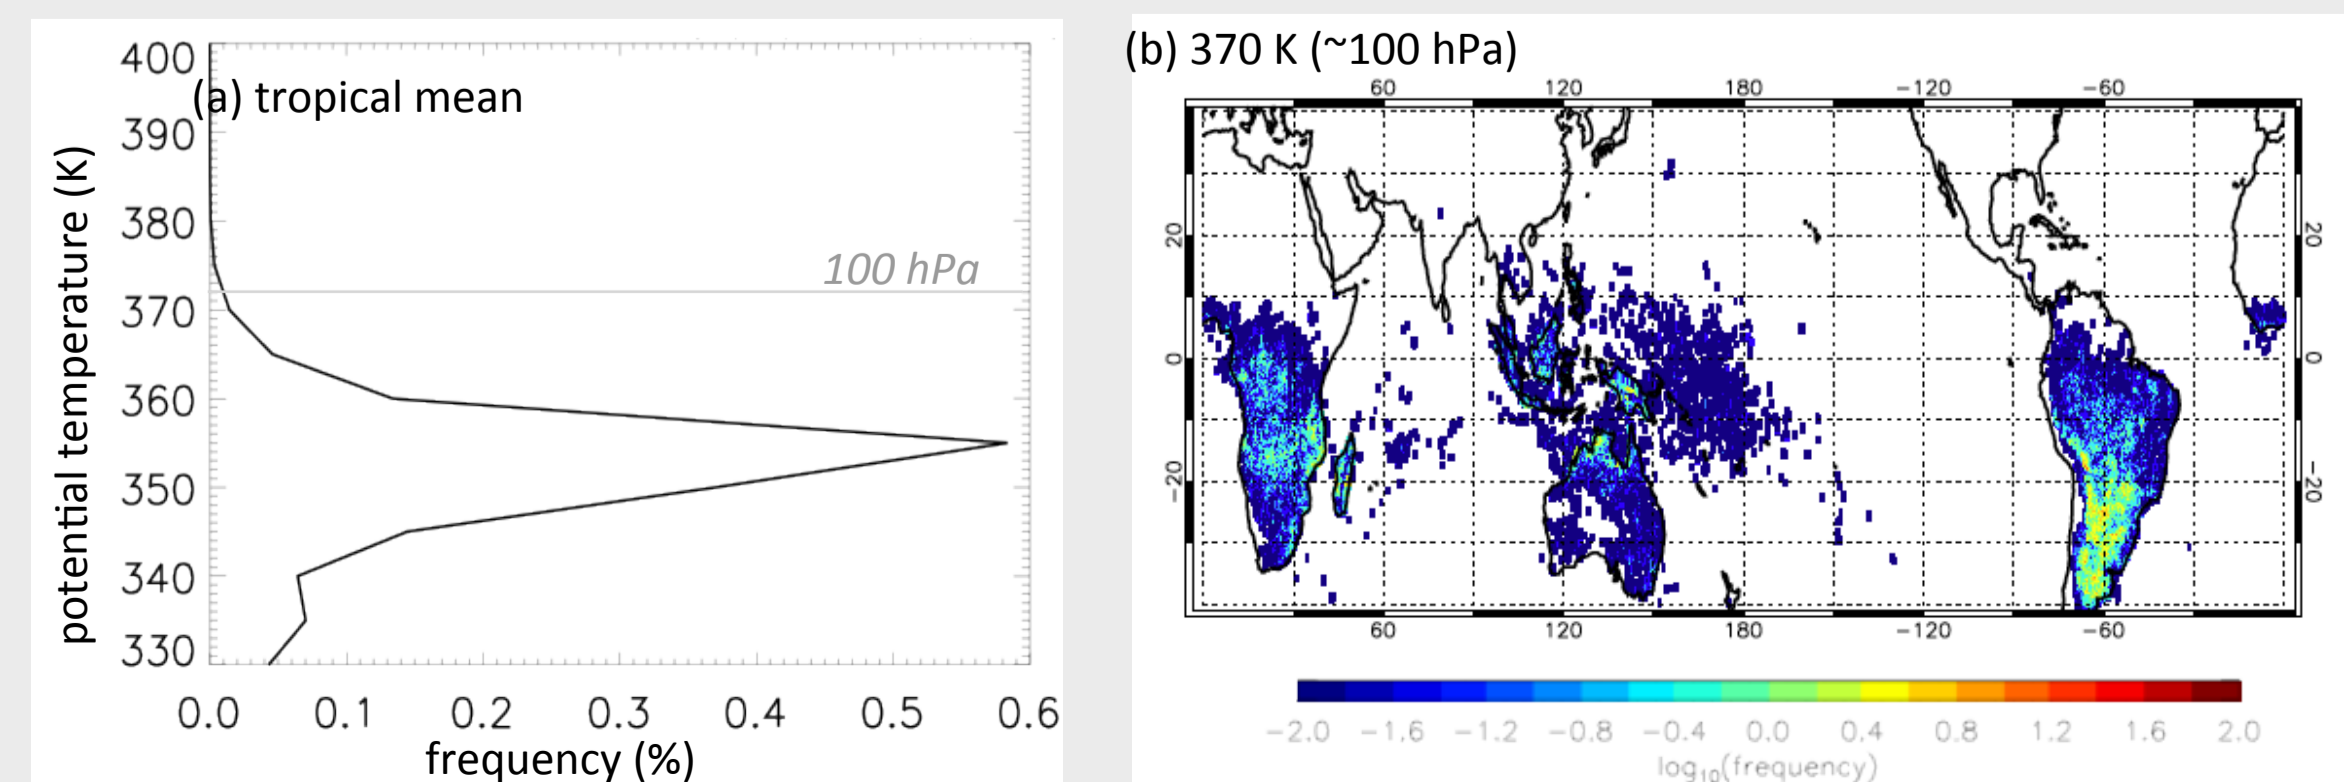 (a) tropical mean
potential temperature (K)
400
390
380
370
360
350
340
330
100 hPa
0.0 0.1 0.2 0.3 0.4 0.5 0.6
frequency (%)
(b) 370 K (~100 hPa)
60 120 180 −120 −60
20 20
0 0
−20 −20
60 120 180 −120 −60
−2.0 −1.6 −1.2 −0.8 −0.4 0.0 0.4 0.8 1.2 1.6 2.0
log₁₀(frequency)